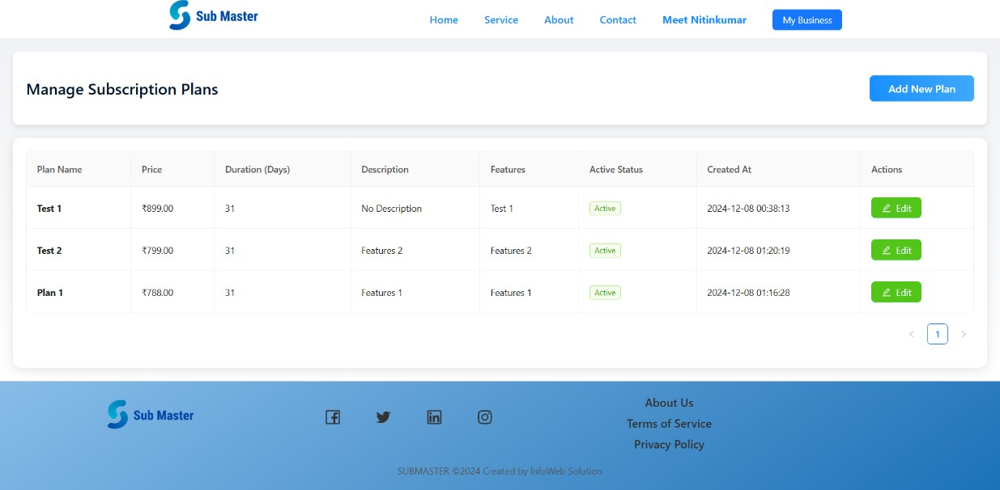 Sub Master
Home Service About Contact Meet Nitinkumar My Business
Manage Subscription Plans
Add New Plan
Plan Name Price Duration (Days) Description Features Active Status Created At Actions
Test 1 ₹899.00 31 No Description Test 1 Active 2024-12-08 00:38:13 Edit
Test 2 ₹799.00 31 Features 2 Features 2 Active 2024-12-08 01:20:19 Edit
Plan 1 ₹788.00 31 Features 1 Features 1 Active 2024-12-08 01:16:28 Edit
< 1 >
Sub Master
About Us
Terms of Service
Privacy Policy
SUBMASTER ©2024 Created by InfoWeb Solution